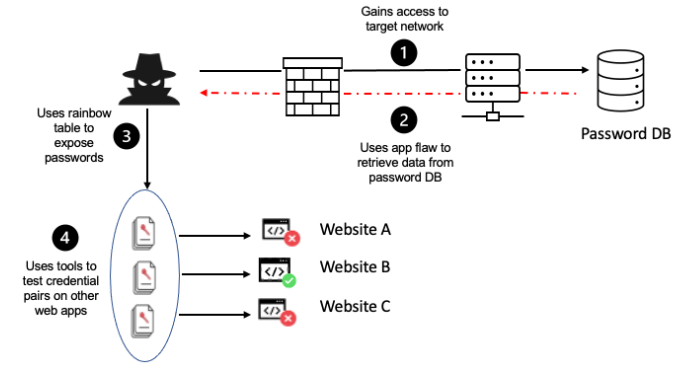 Gains access to
target network
1
2
Uses app flaw to
retrieve data from
password DB
Password DB
Uses rainbow
table to
expose
passwords
3
4
Uses tools to
test credential
pairs on other
web apps
</>
Website A
</>
Website B
</>
Website C